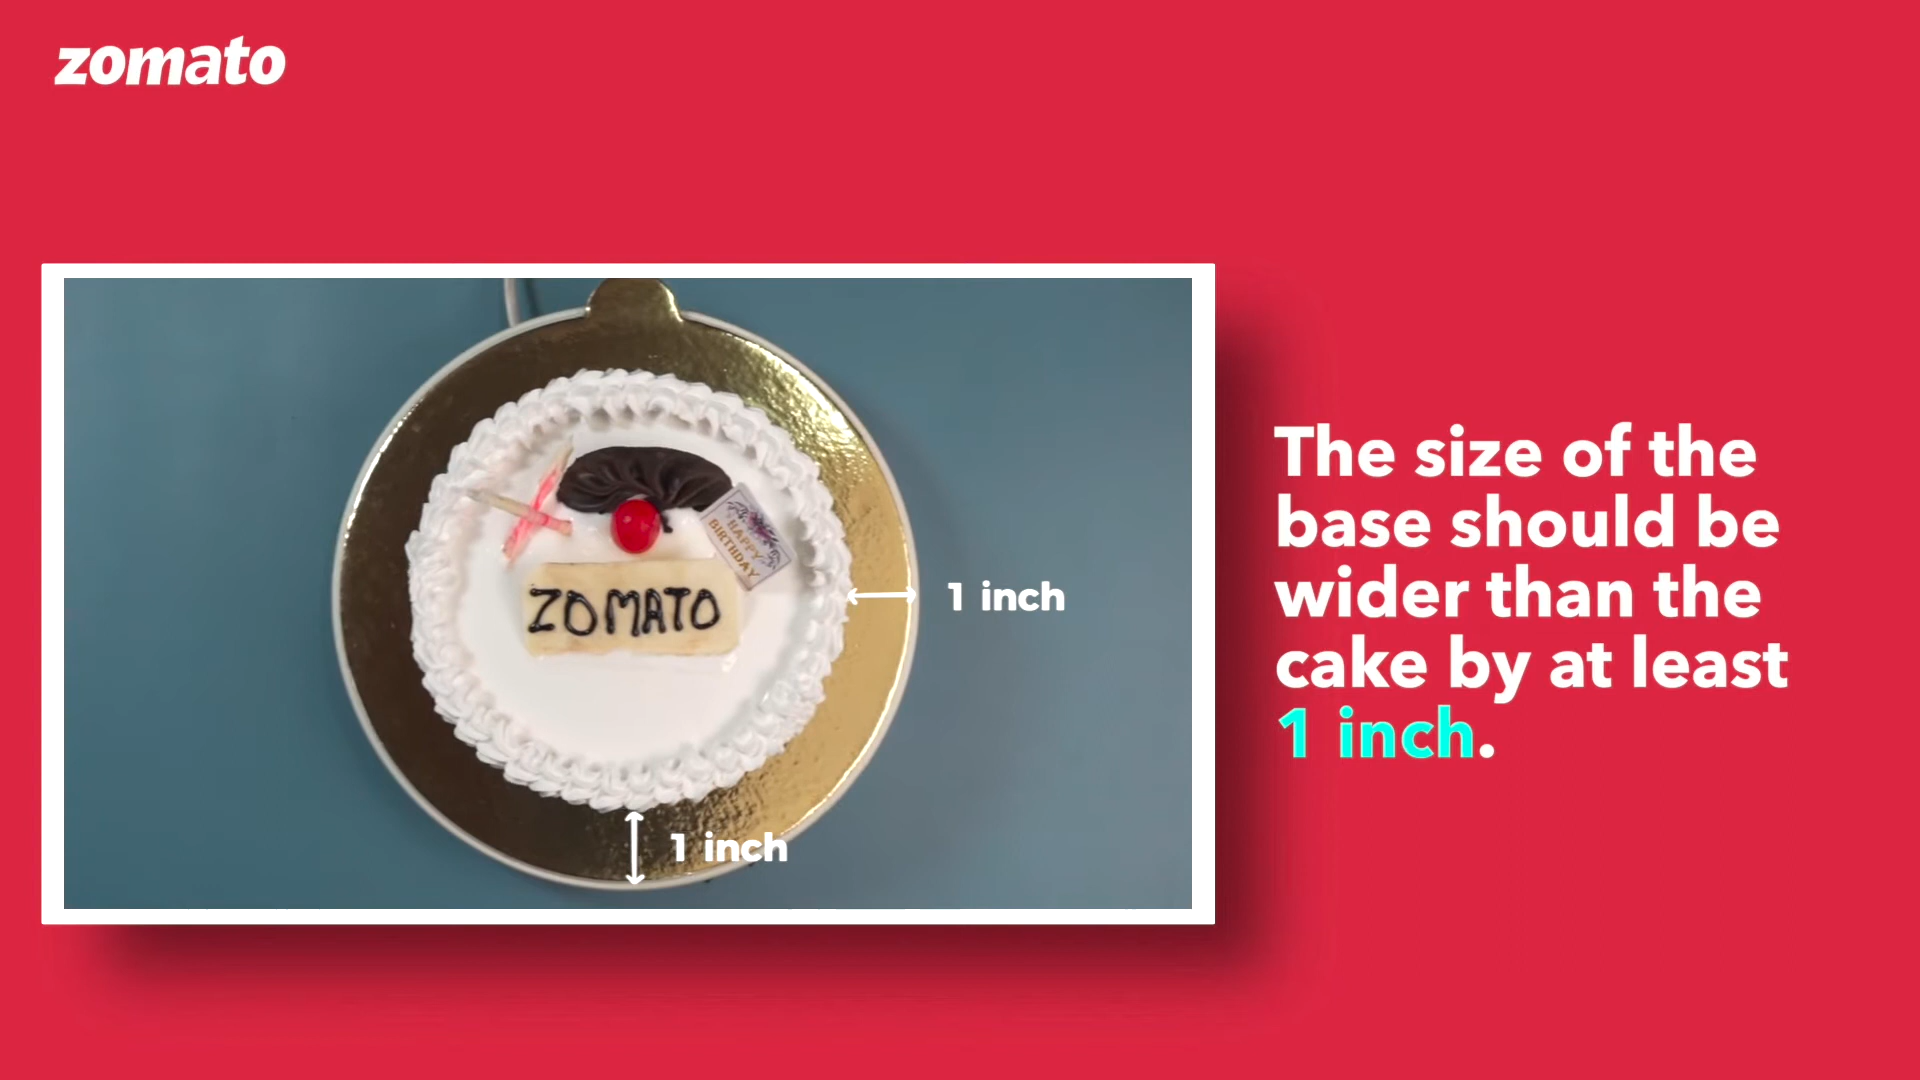 zomato
HAPPY
BIRTHDAY
ZOMATO
1 inch
1 inch
The size of the
base should be
wider than the
cake by at least
1 inch.